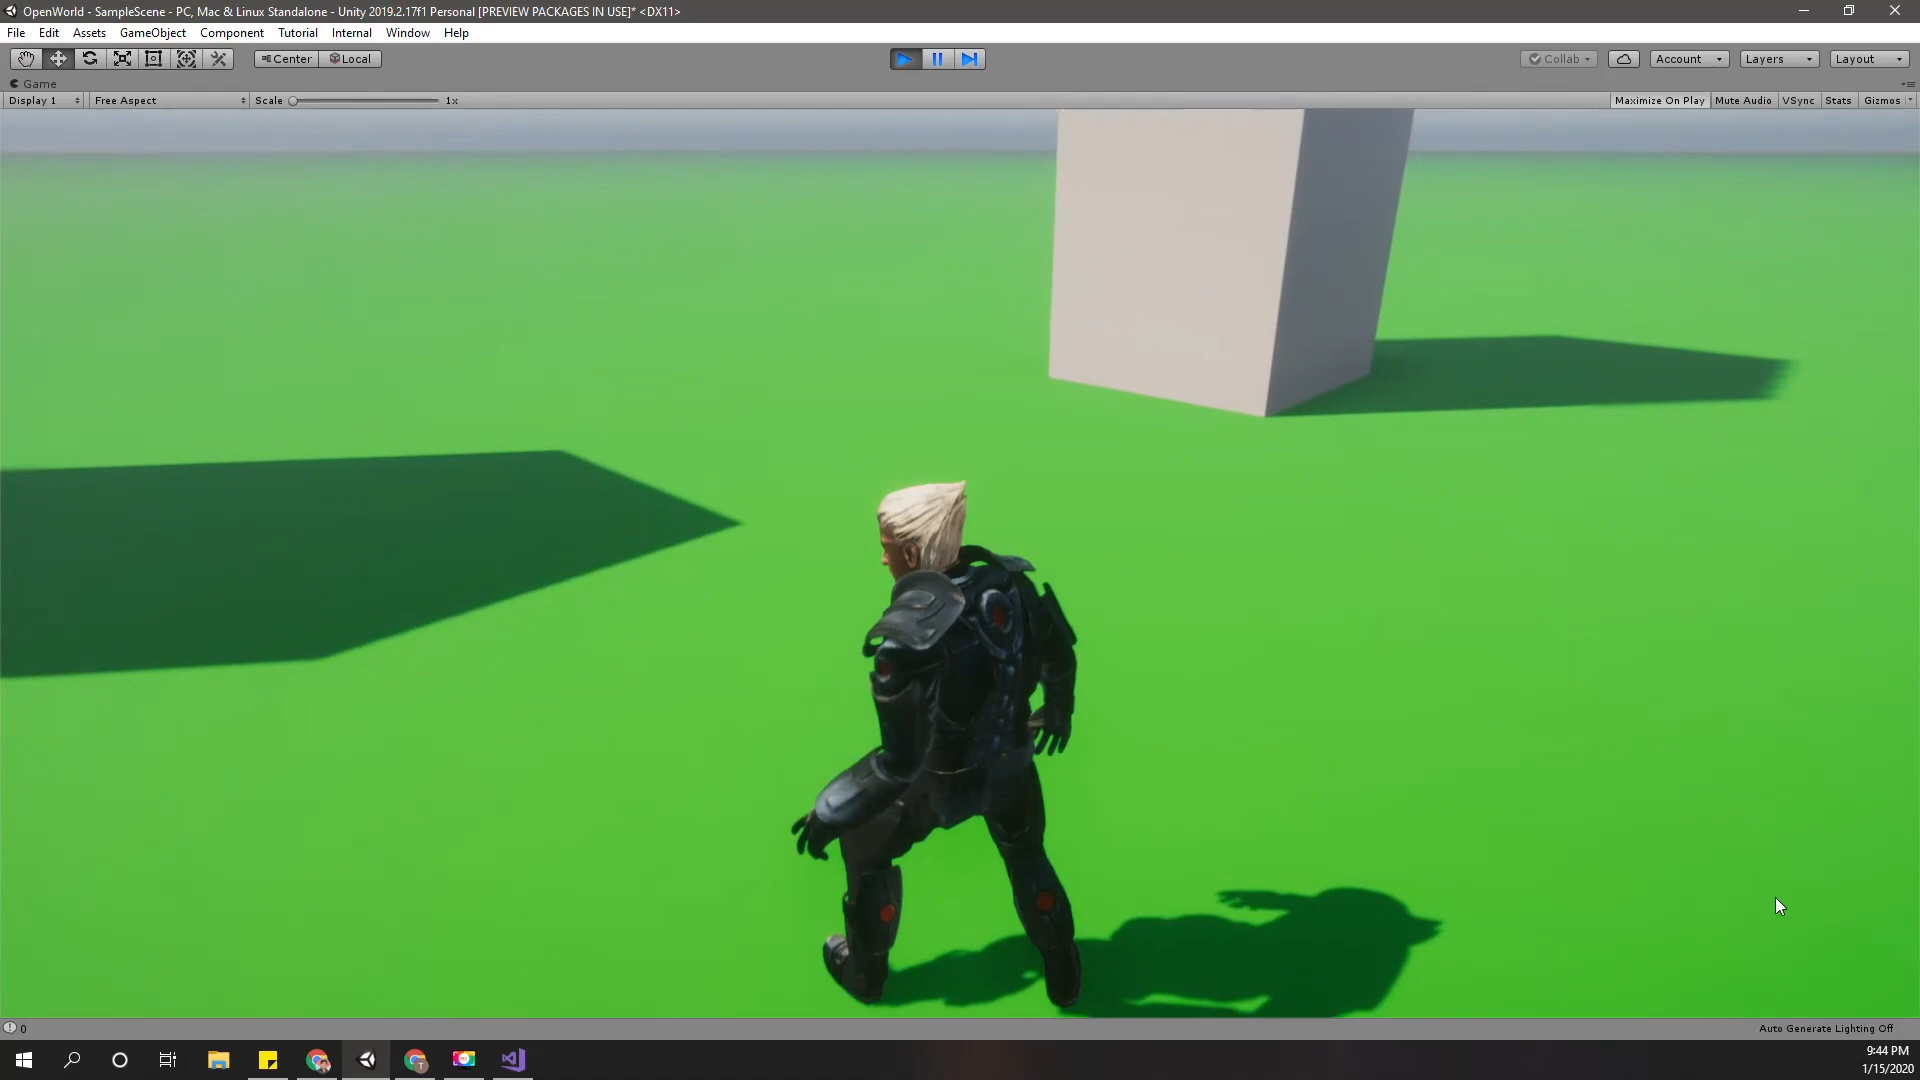 OpenWorld - SampleScene - PC, Mac & Linux Standalone - Unity 2019.2.17f1 Personal [PREVIEW PACKAGES IN USE]* <DX11>
File Edit Assets GameObject Component Tutorial Internal Window Help
Center Local Collab Account Layers Layout
Game
Display 1 Free Aspect Scale 1x Maximize On Play Mute Audio VSync Stats Gizmos
0 Auto Generate Lighting Off
9:44 PM
1/15/2020